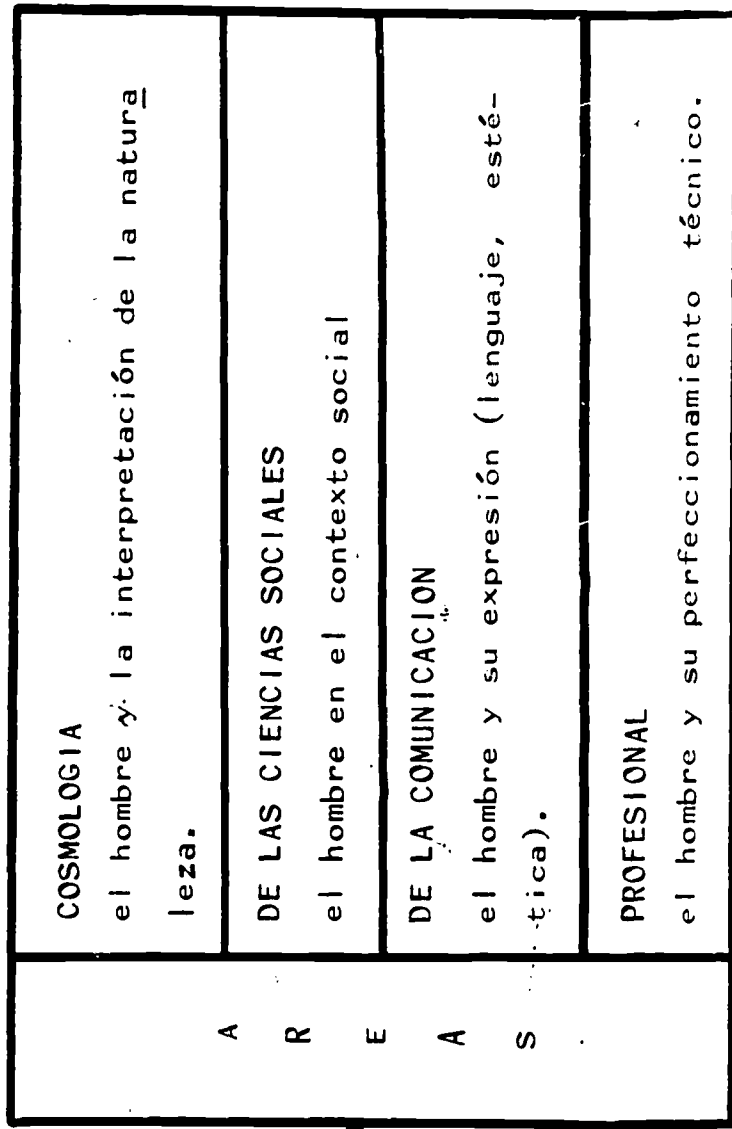 A
R
E
A
S
COSMOLOGIA
el hombre y la interpretación de la natura
leza.
DE LAS CIENCIAS SOCIALES
el hombre en el contexto social
DE LA COMUNICACION
el hombre y su expresión (lenguaje, esté-
tica).
PROFESIONAL
el hombre y su perfeccionamiento técnico.